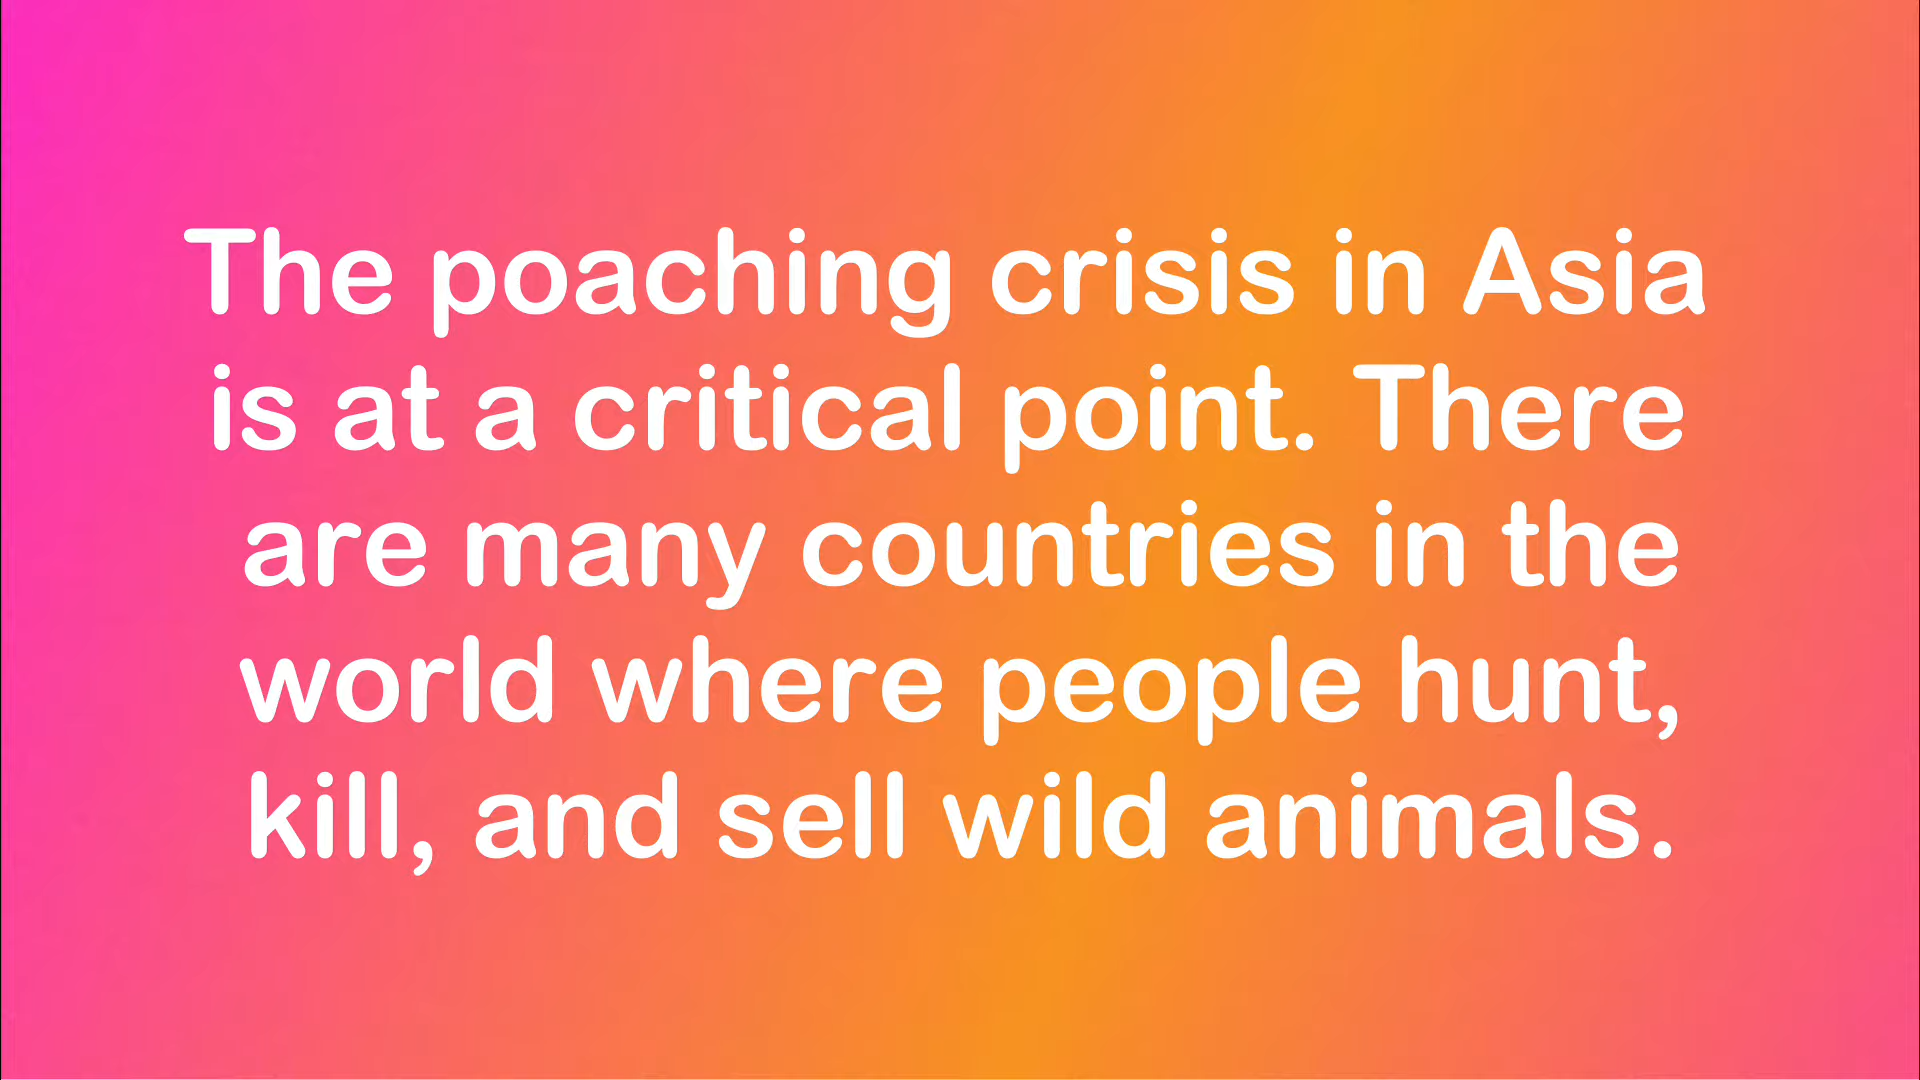 The poaching crisis in Asia
is at a critical point. There
are many countries in the
world where people hunt,
kill, and sell wild animals.